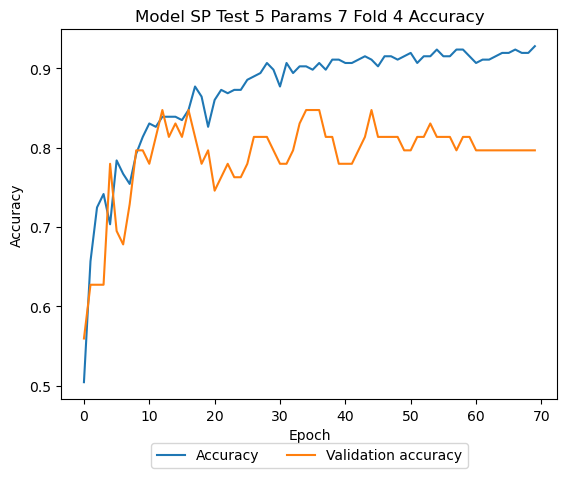 Model SP Test 5 Params 7 Fold 4 Accuracy
Accuracy
0.9
0.8
0.7
0.6
0.5
0 10 20 30 40 50 60 70
Epoch
Accuracy Validation accuracy